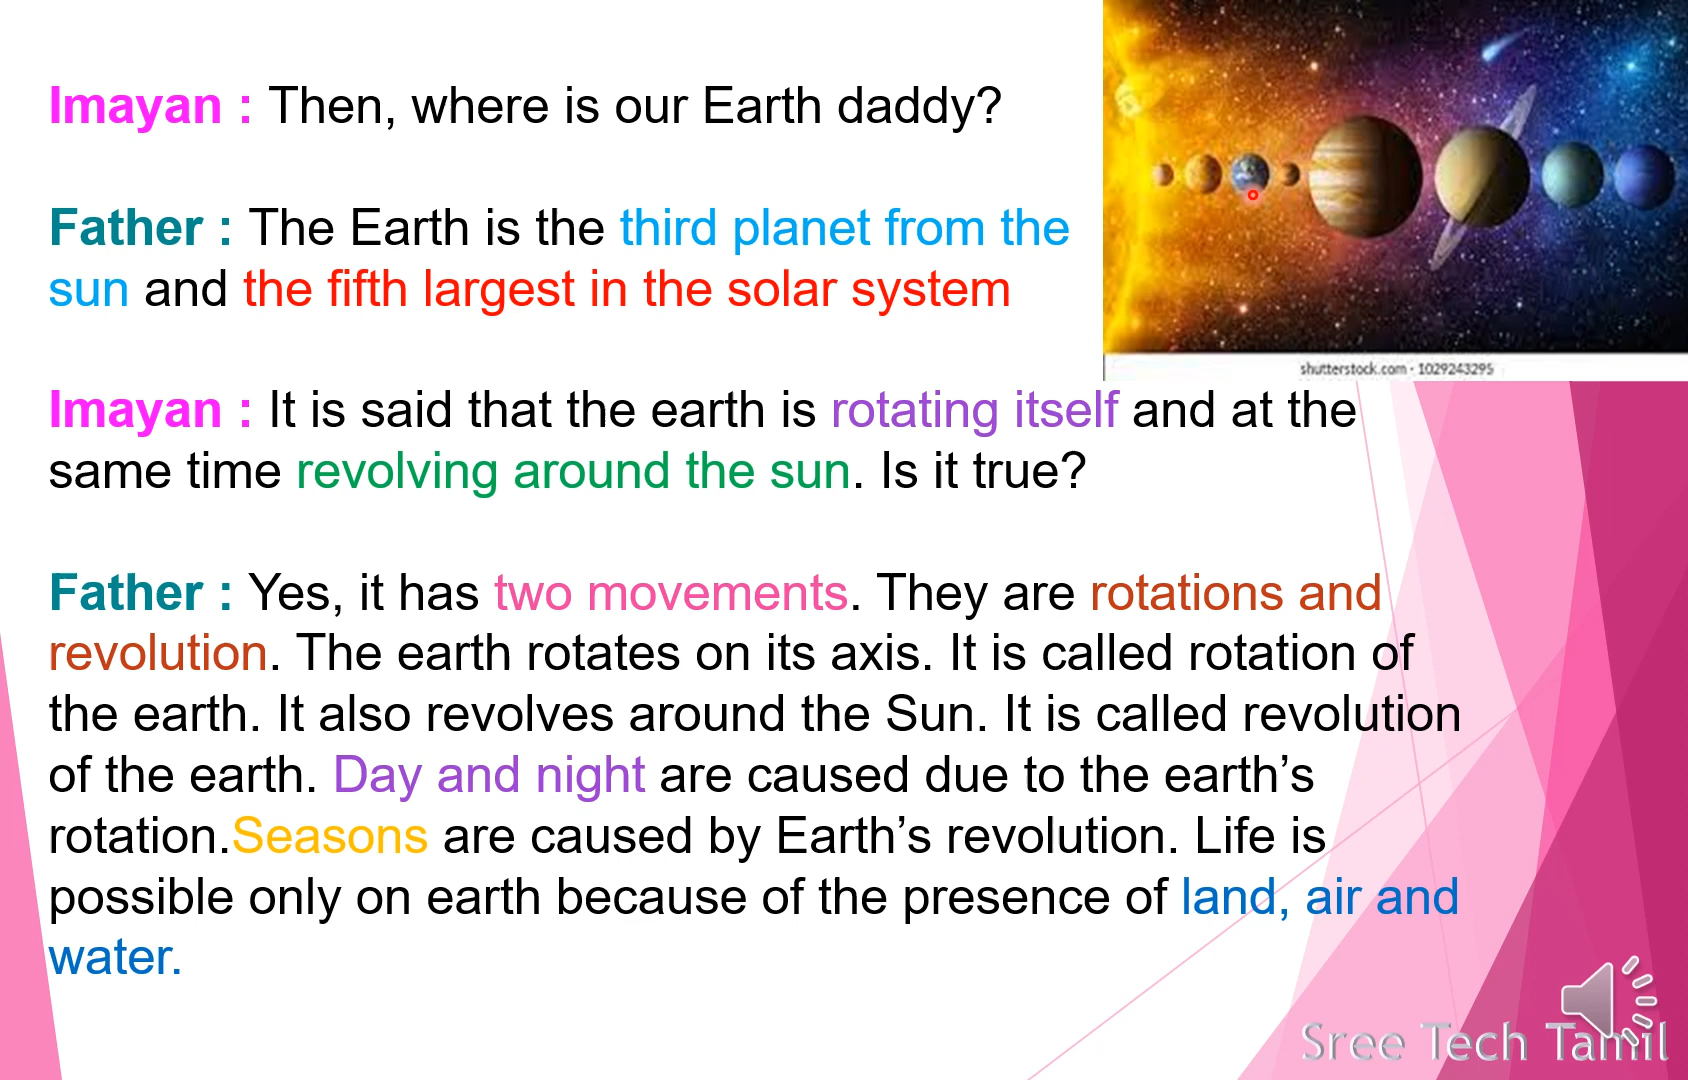 Imayan : Then, where is our Earth daddy?
Father : The Earth is the third planet from the
sun and the fifth largest in the solar system
shutterstock.com · 1029243295
Imayan : It is said that the earth is rotating itself and at the
same time revolving around the sun. Is it true?
Father : Yes, it has two movements. They are rotations and
revolution. The earth rotates on its axis. It is called rotation of
the earth. It also revolves around the Sun. It is called revolution
of the earth. Day and night are caused due to the earth’s
rotation.Seasons are caused by Earth’s revolution. Life is
possible only on earth because of the presence of land, air and
water.
Sree Tech Tamil